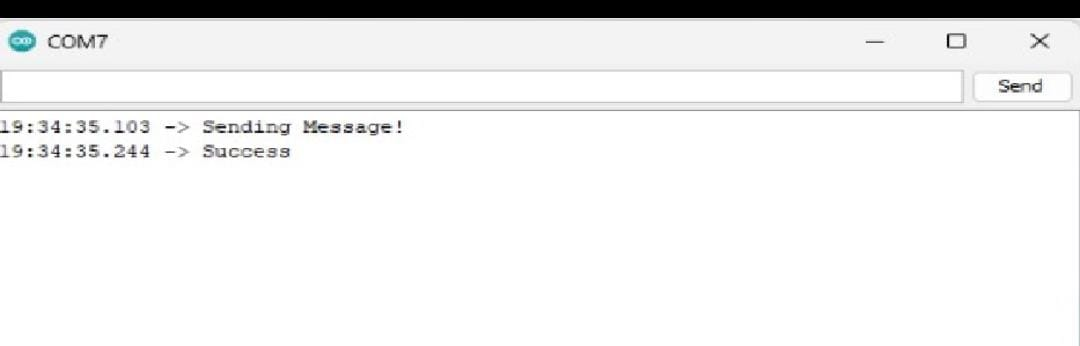 COM7
Send
19:34:35.103 -> Sending Message!
19:34:35.244 -> Success